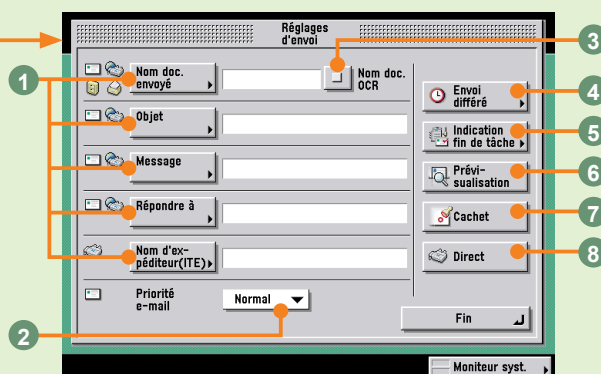 Réglages
d'envoi
1
Nom doc.
envoyé
Nom doc.
OCR
3
Objet
Message
Répondre à
Nom d'ex-
péditeur(ITE)
Priorité
e-mail
Normal
2
Envoi
différé
4
Indication
fin de tâche
5
Prévi-
sualisation
6
Cachet
7
Direct
8
Fin
Moniteur syst.